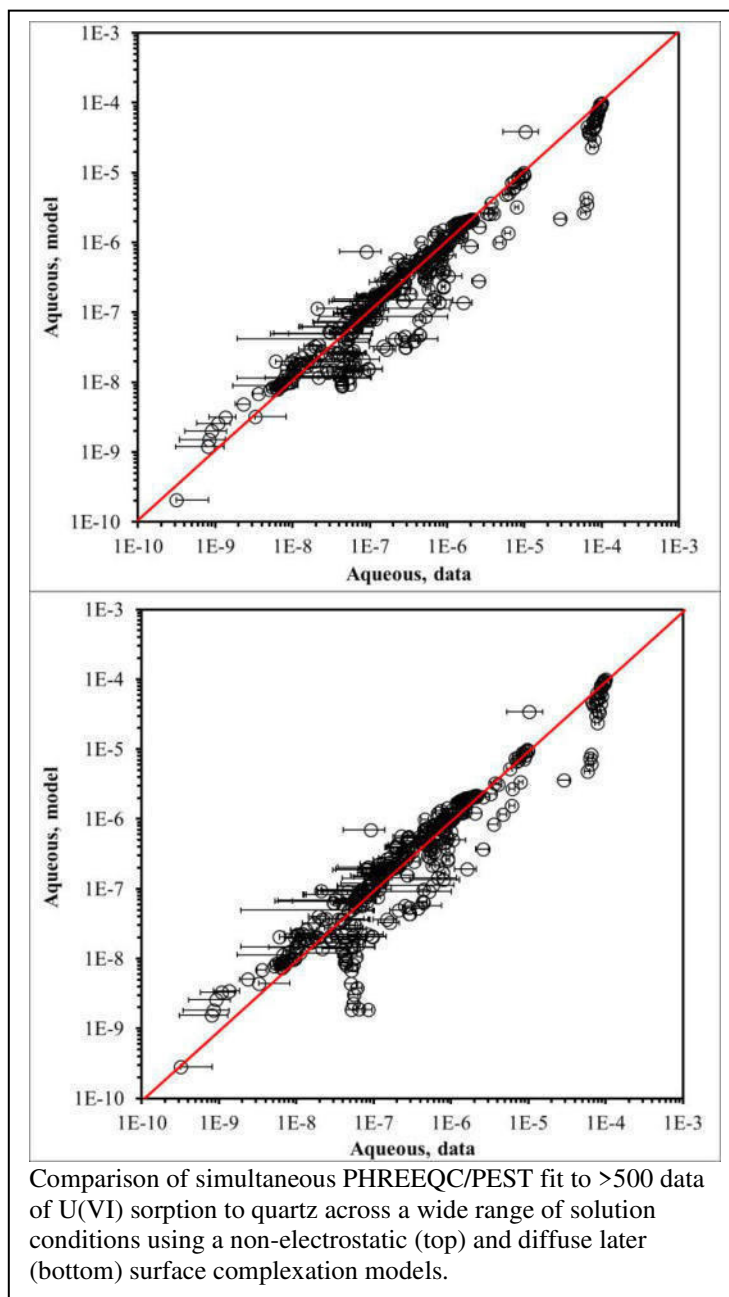 1E-3
1E-4
1E-5
1E-6
1E-7
1E-8
1E-9
1E-10
Aqueous, model
1E-10 1E-9 1E-8 1E-7 1E-6 1E-5 1E-4 1E-3
Aqueous, data
1E-3
1E-4
1E-5
1E-6
1E-7
1E-8
1E-9
1E-10
Aqueous, model
1E-10 1E-9 1E-8 1E-7 1E-6 1E-5 1E-4 1E-3
Aqueous, data
Comparison of simultaneous PHREEQC/PEST fit to >500 data
of U(VI) sorption to quartz across a wide range of solution
conditions using a non-electrostatic (top) and diffuse later
(bottom) surface complexation models.